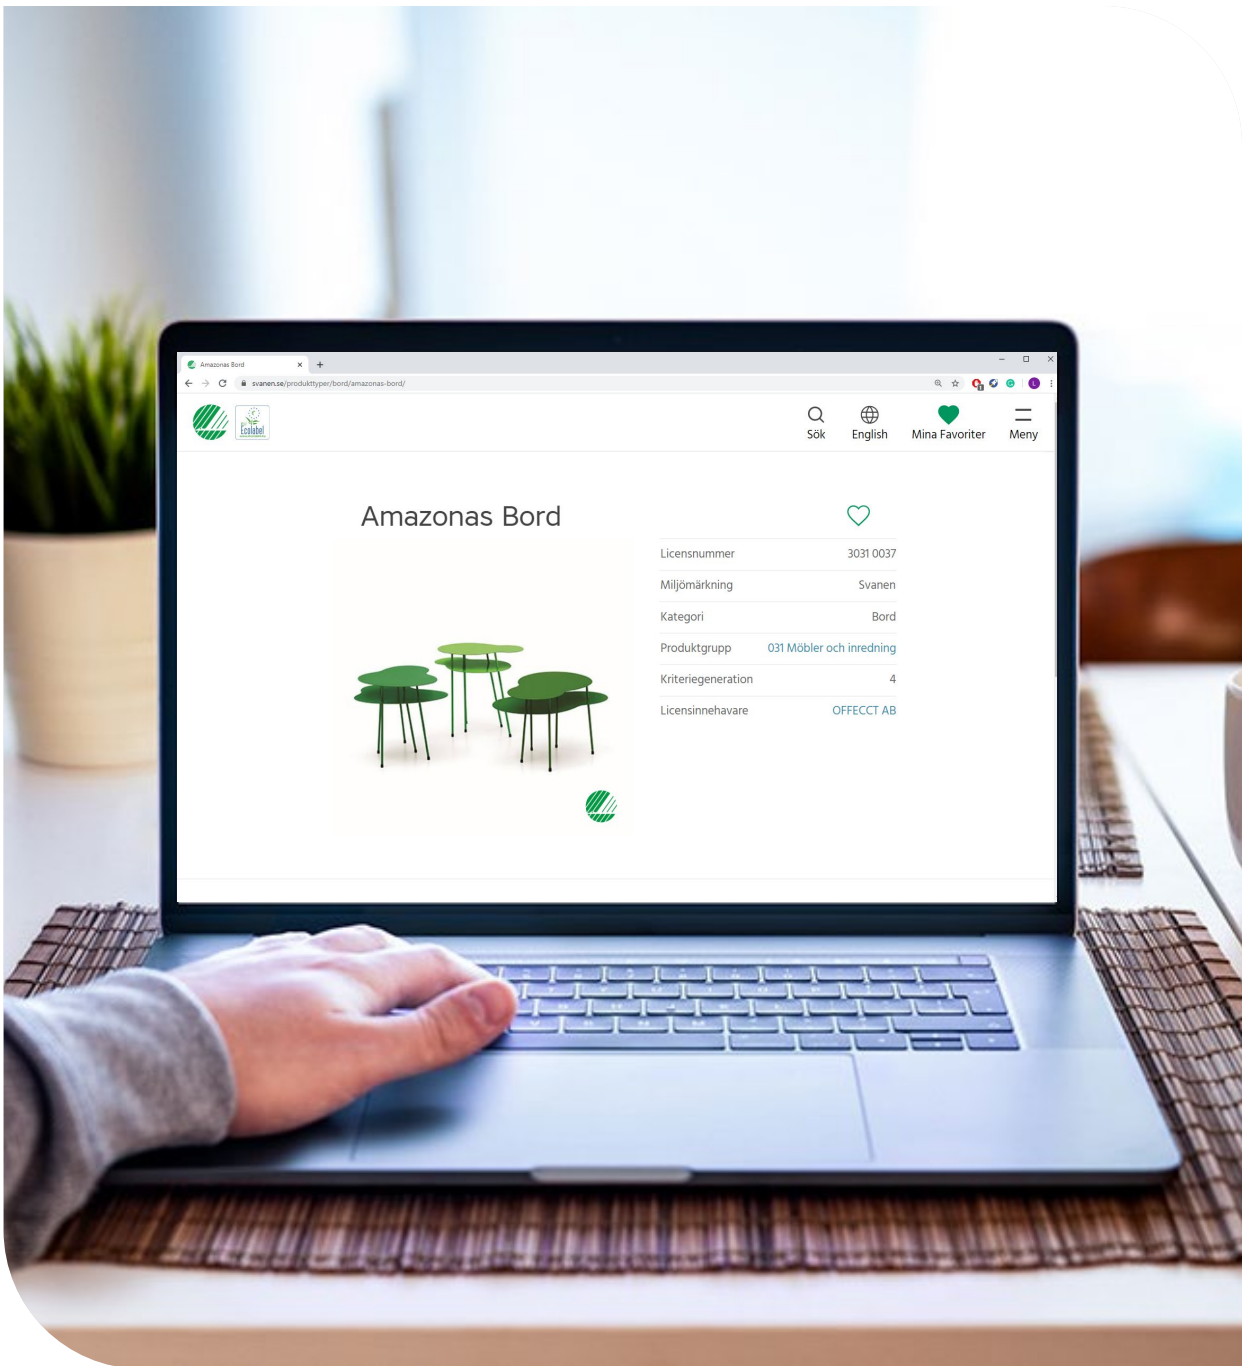 Amazonas Bord
svanen.se/produkttyper/bord/amazonas-bord/
L
Ecolabel
Sök
English
Mina Favoriter
Meny
Amazonas Bord
Licensnummer 3031 0037
Miljömärkning Svanen
Kategori Bord
Produktgrupp 031 Möbler och inredning
Kriteriegeneration 4
Licensinnehavare OFFECCT AB